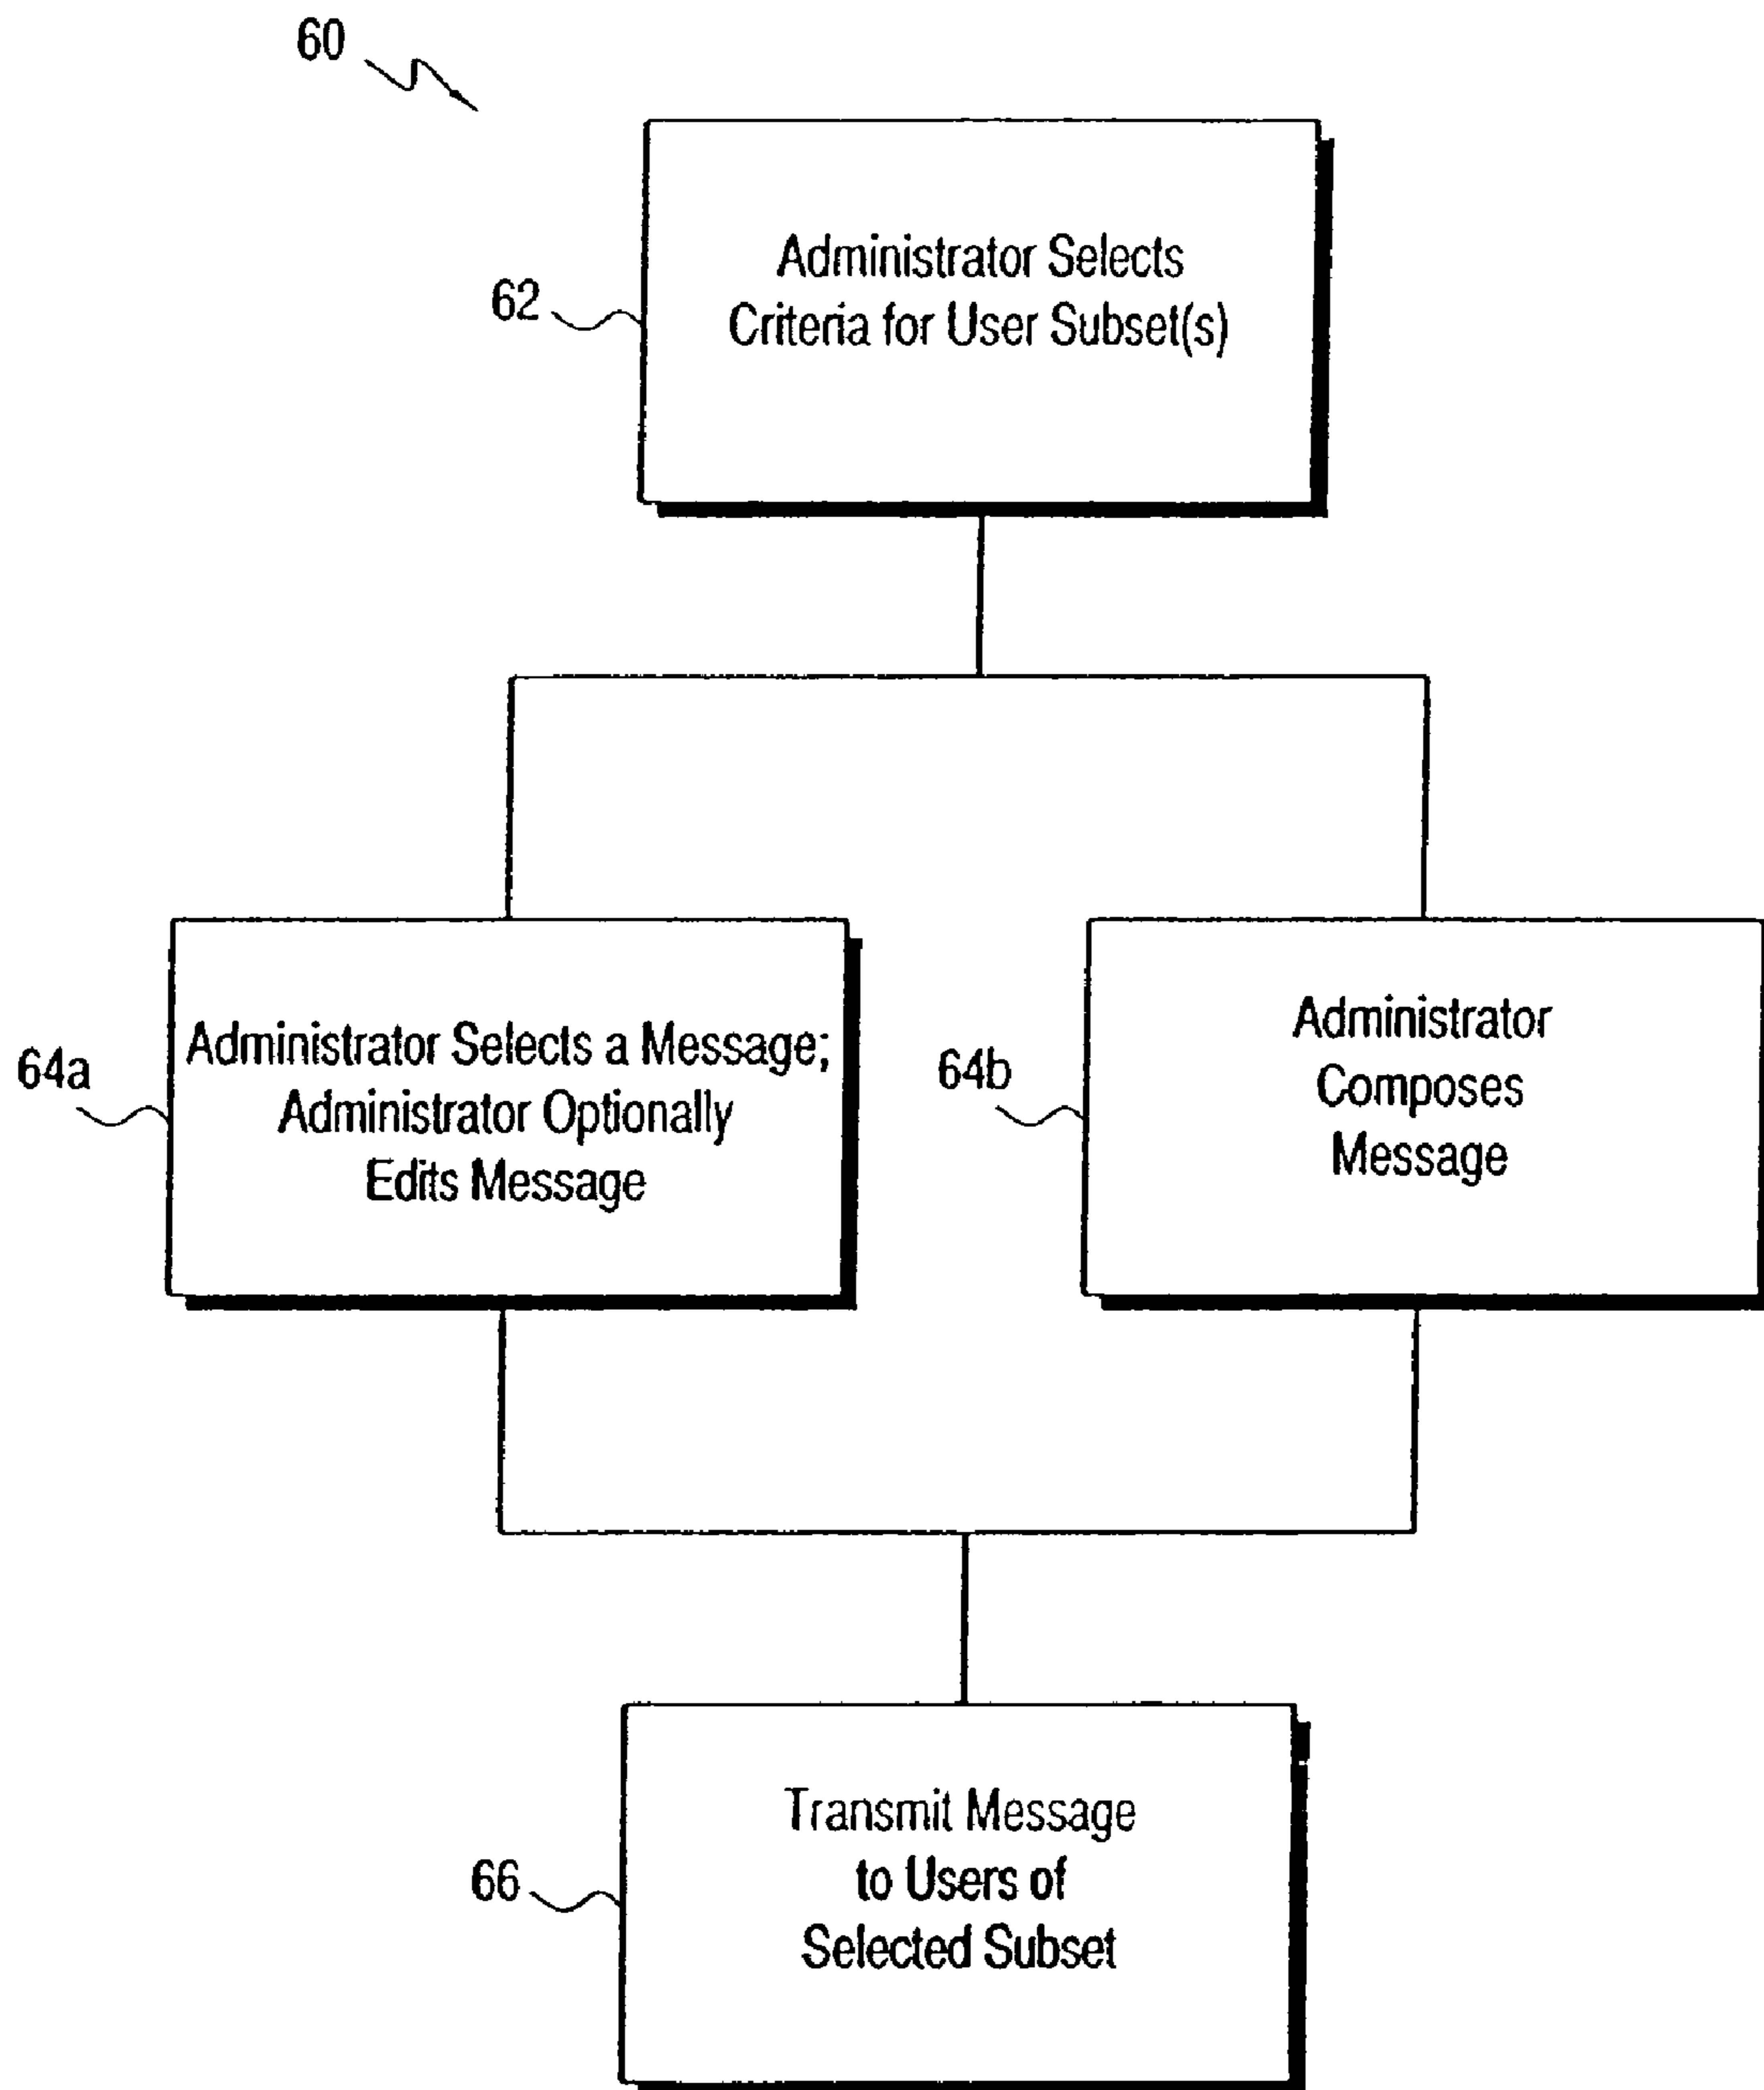 60
62
Administrator Selects
Criteria for User Subset(s)
64a
Administrator Selects a Message;
Administrator Optionally
Edits Message
64b
Administrator
Composes
Message
66
Transmit Message
to Users of
Selected Subset